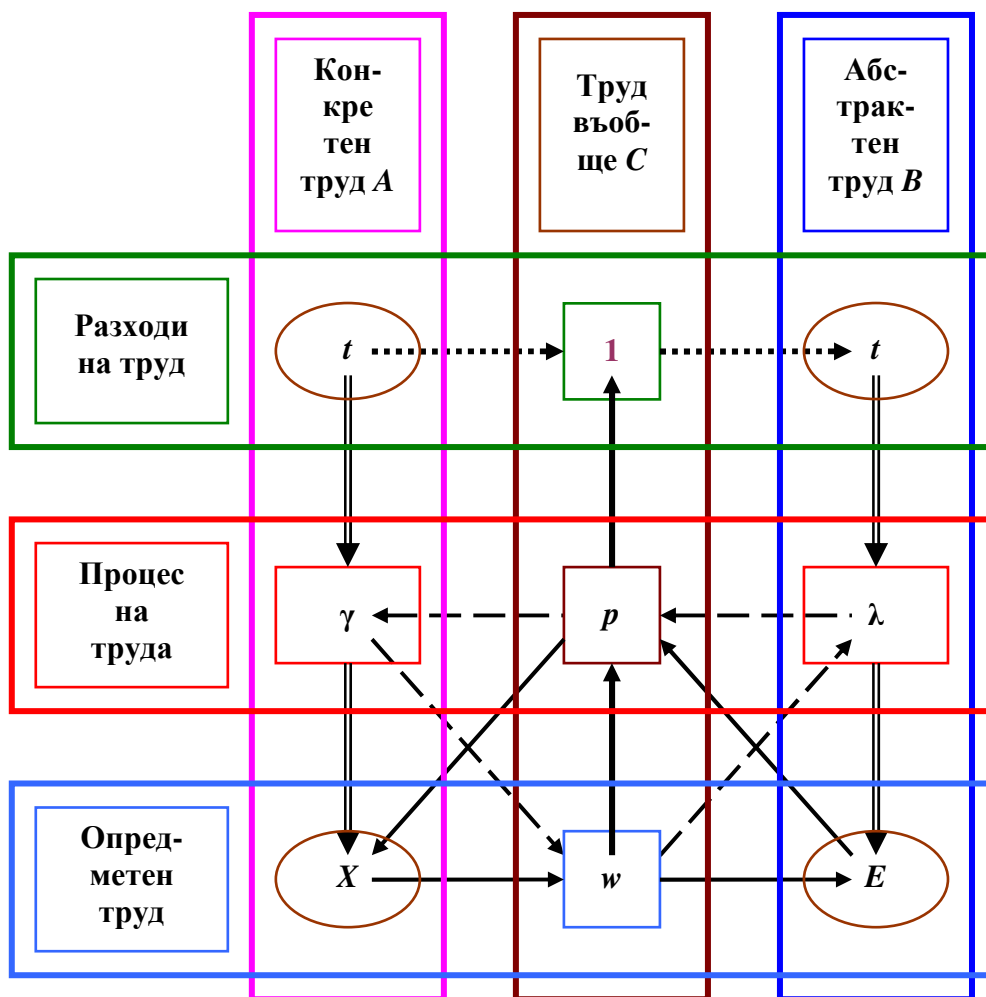 Кон-
кре
тен
труд A
Труд
въоб-
ще C
Абс-
трак-
тен
труд B
Разходи
на труд
t
1
t
Процес
на
труда
γ
p
λ
Опред-
метен
труд
X
w
E